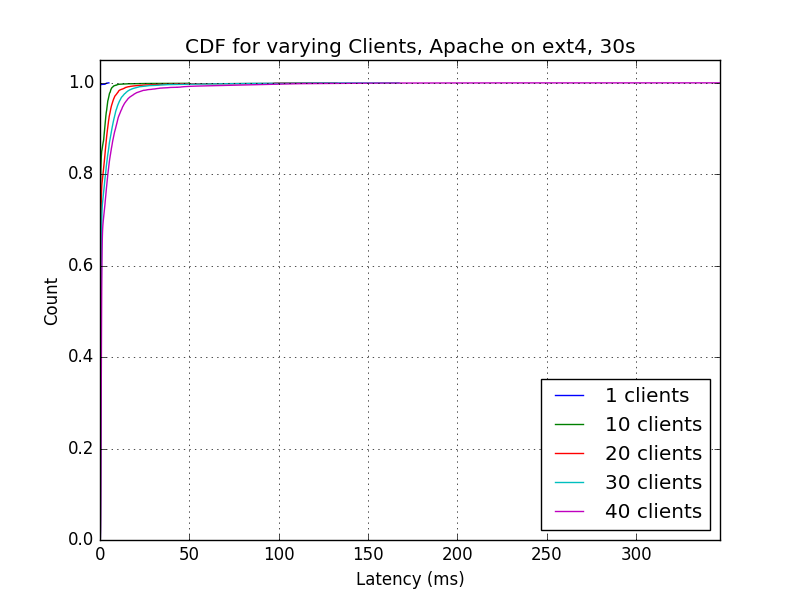 CDF for varying Clients, Apache on ext4, 30s
1.0
0.8
0.6
0.4
0.2
0.0
Count
0 50 100 150 200 250 300
Latency (ms)
1 clients
10 clients
20 clients
30 clients
40 clients